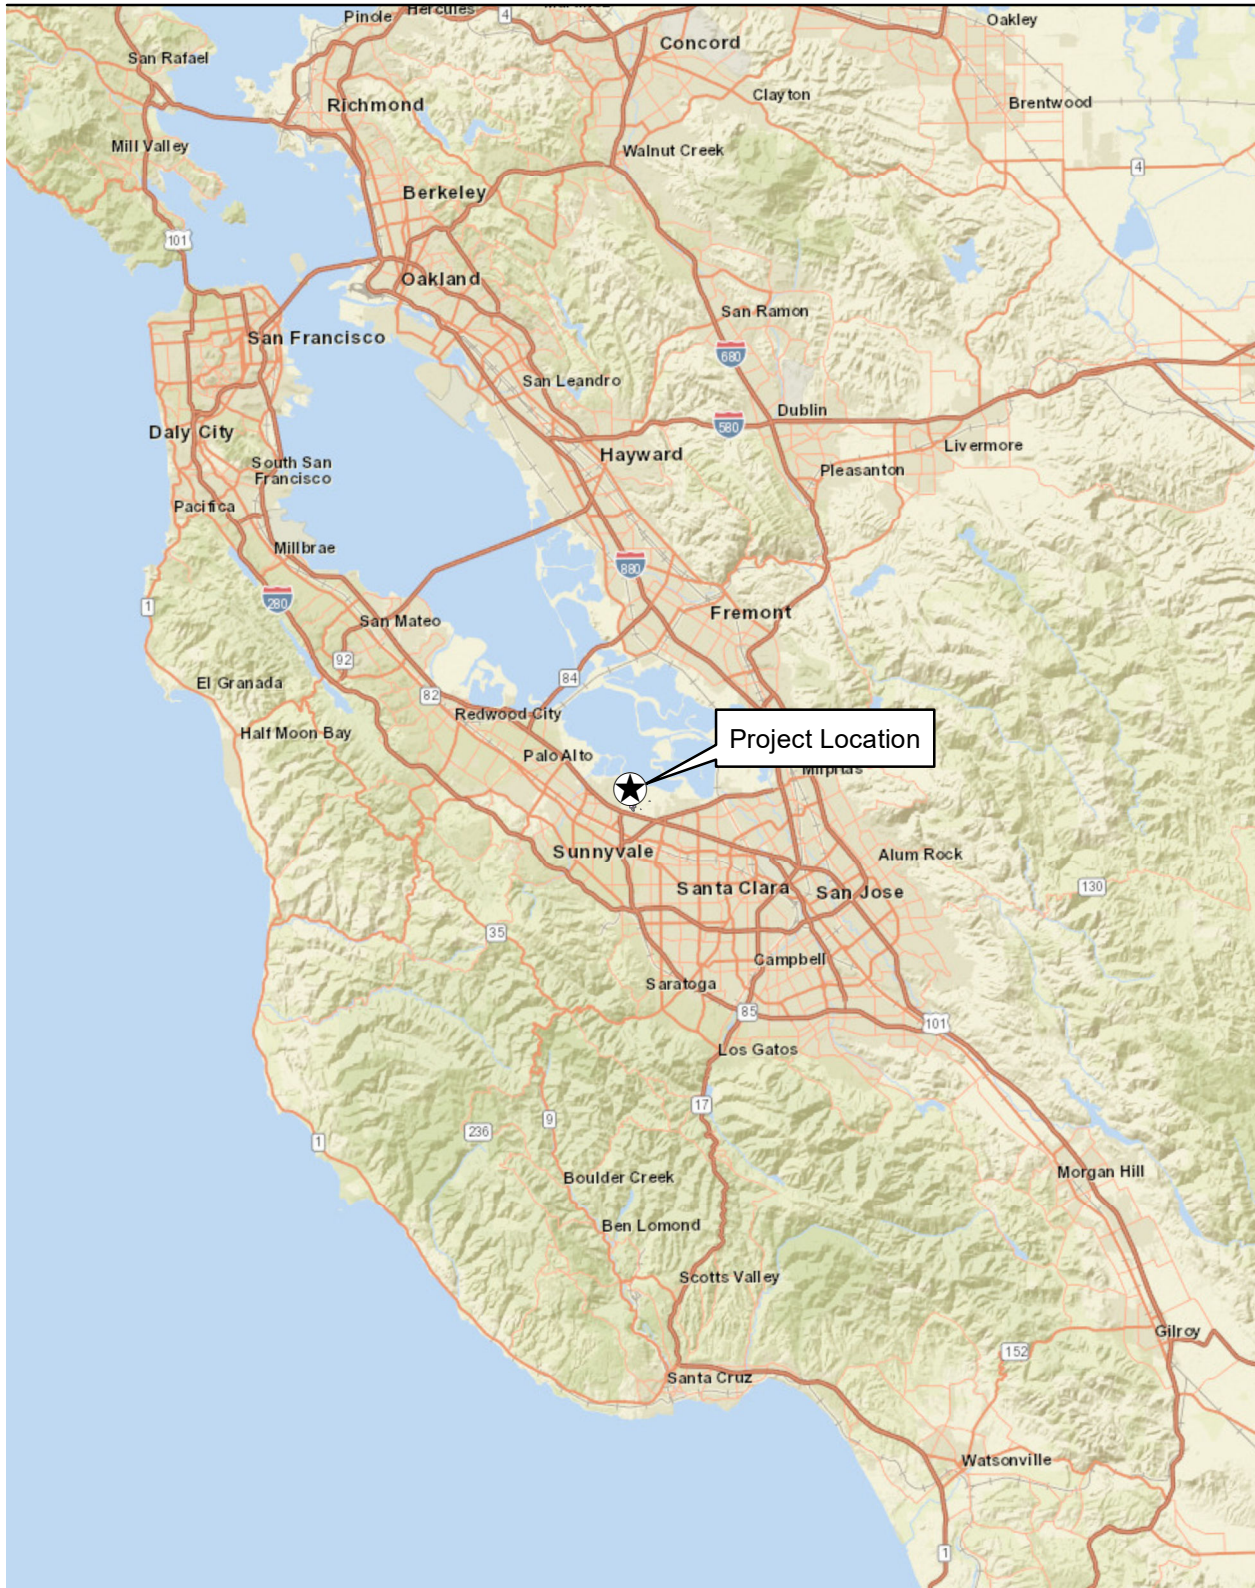 Pinole
Hercules
4
Oakley
San Rafael
Concord
Clayton
Brentwood
Richmond
Mill Valley
Walnut Creek
4
Berkeley
101
Oakland
San Ramon
San Francisco
680
San Leandro
Dublin
580
Daly City
Livermore
Hayward
South San
Francisco
Pleasanton
Pacifica
Millbrae
880
280
1
Fremont
San Mateo
92
84
El Granada
82
Redwood City
Half Moon Bay
Project Location
Palo Alto
Milpitas
Sunnyvale
Alum Rock
Santa Clara
San Jose
130
35
Campbell
Saratoga
85
101
Los Gatos
17
9
236
1
Morgan Hill
Boulder Creek
Ben Lomond
Scotts Valley
Gilroy
152
Santa Cruz
Watsonville
1